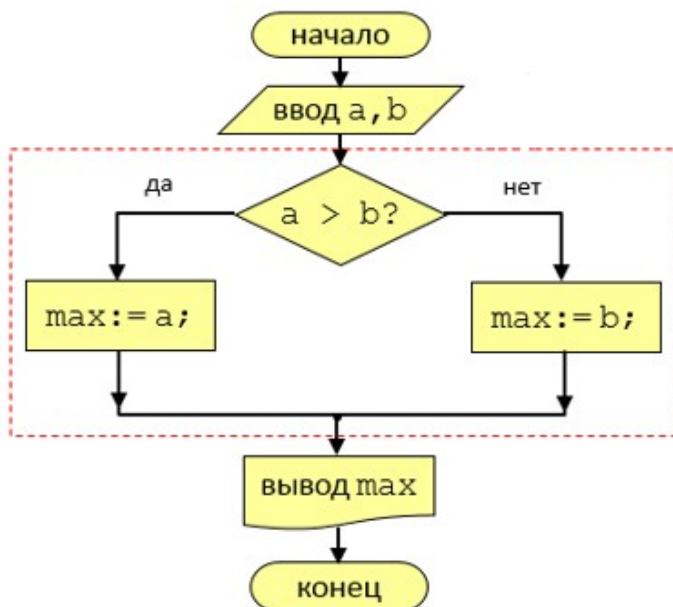 начало
ввод a,b
да
нет
a > b?
max:= a;
max:= b;
вывод max
конец